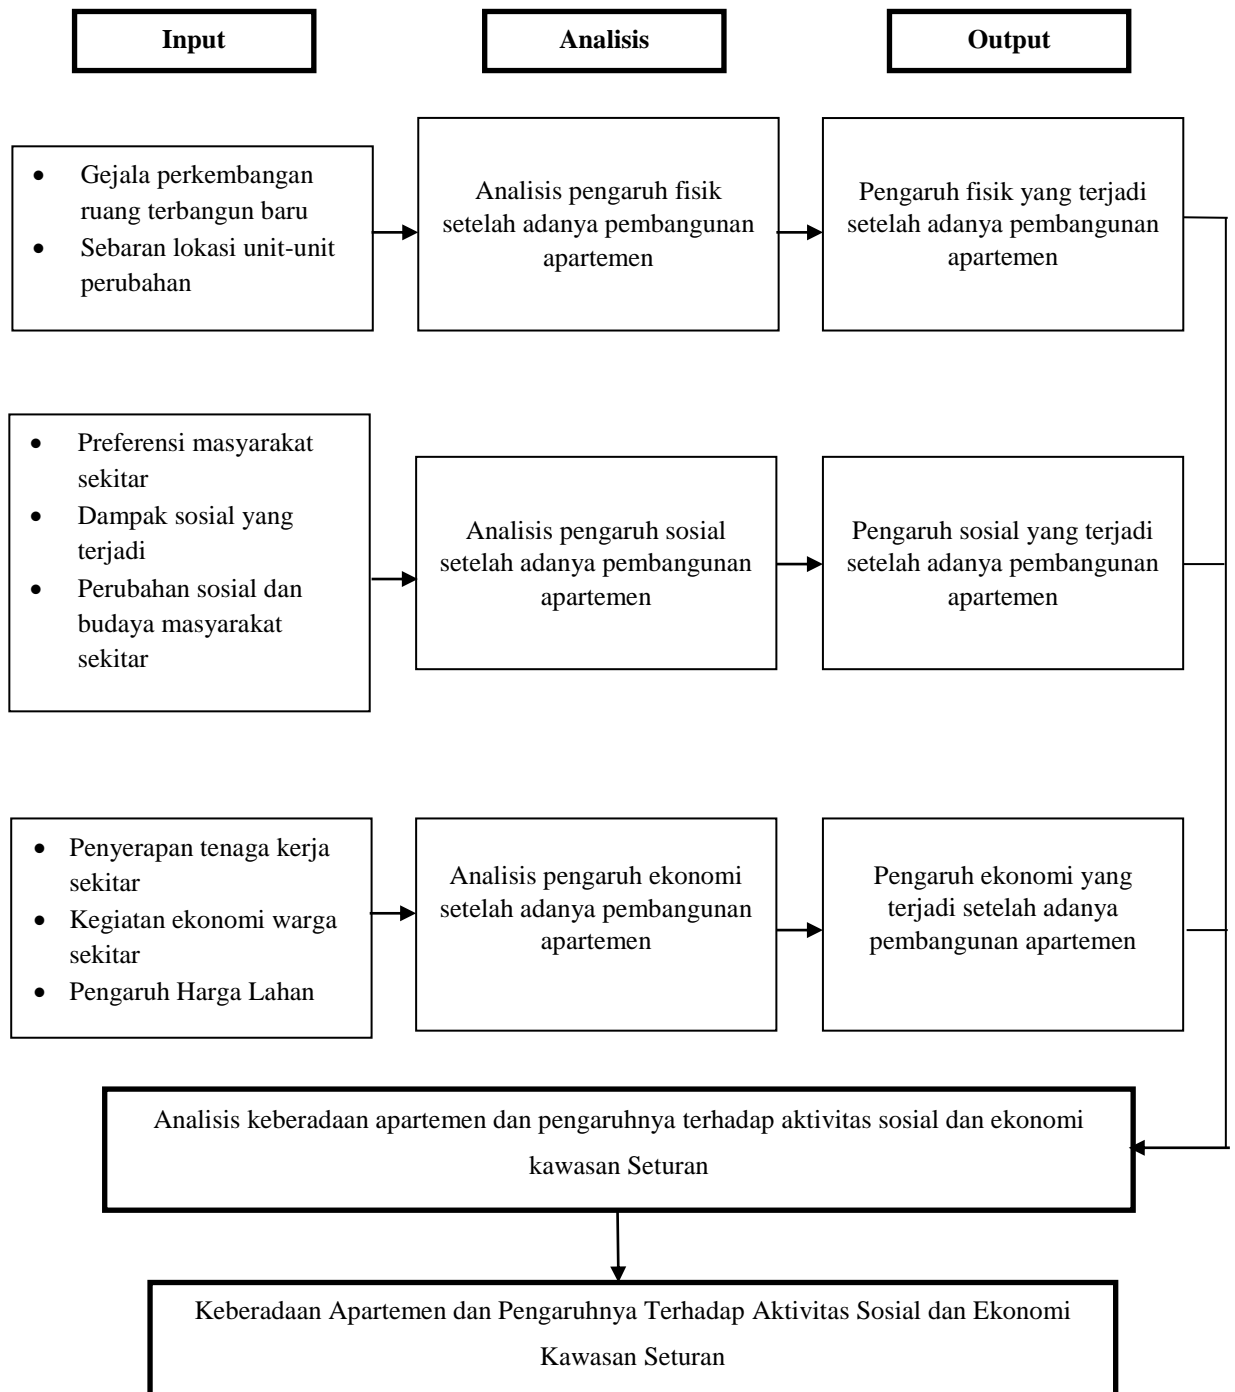 Input
Analisis
Output
• Gejala perkembangan
ruang terbangun baru
• Sebaran lokasi unit-unit
perubahan
Analisis pengaruh fisik
setelah adanya pembangunan
apartemen
Pengaruh fisik yang terjadi
setelah adanya pembangunan
apartemen
• Preferensi masyarakat
sekitar
• Dampak sosial yang
terjadi
• Perubahan sosial dan
budaya masyarakat
sekitar
Analisis pengaruh sosial
setelah adanya pembangunan
apartemen
Pengaruh sosial yang terjadi
setelah adanya pembangunan
apartemen
• Penyerapan tenaga kerja
sekitar
• Kegiatan ekonomi warga
sekitar
• Pengaruh Harga Lahan
Analisis pengaruh ekonomi
setelah adanya pembangunan
apartemen
Pengaruh ekonomi yang
terjadi setelah adanya
pembangunan apartemen
Analisis keberadaan apartemen dan pengaruhnya terhadap aktivitas sosial dan ekonomi
kawasan Seturan
Keberadaan Apartemen dan Pengaruhnya Terhadap Aktivitas Sosial dan Ekonomi
Kawasan Seturan